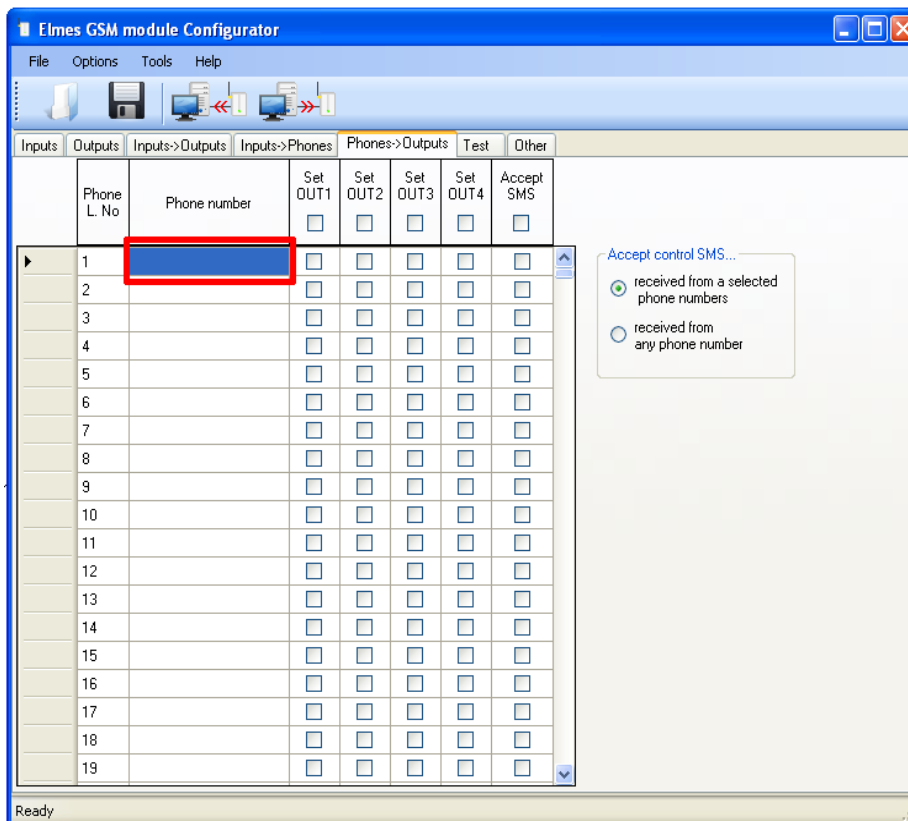 Elmes GSM module Configurator
File Options Tools Help
Inputs Outputs Inputs->Outputs Inputs->Phones Phones->Outputs Test Other
Phone L. No
Phone number
Set OUT1
Set OUT2
Set OUT3
Set OUT4
Accept SMS
1
2
3
4
5
6
7
8
9
10
11
12
13
14
15
16
17
18
19
Accept control SMS...
received from a selected
phone numbers
received from
any phone number
Ready